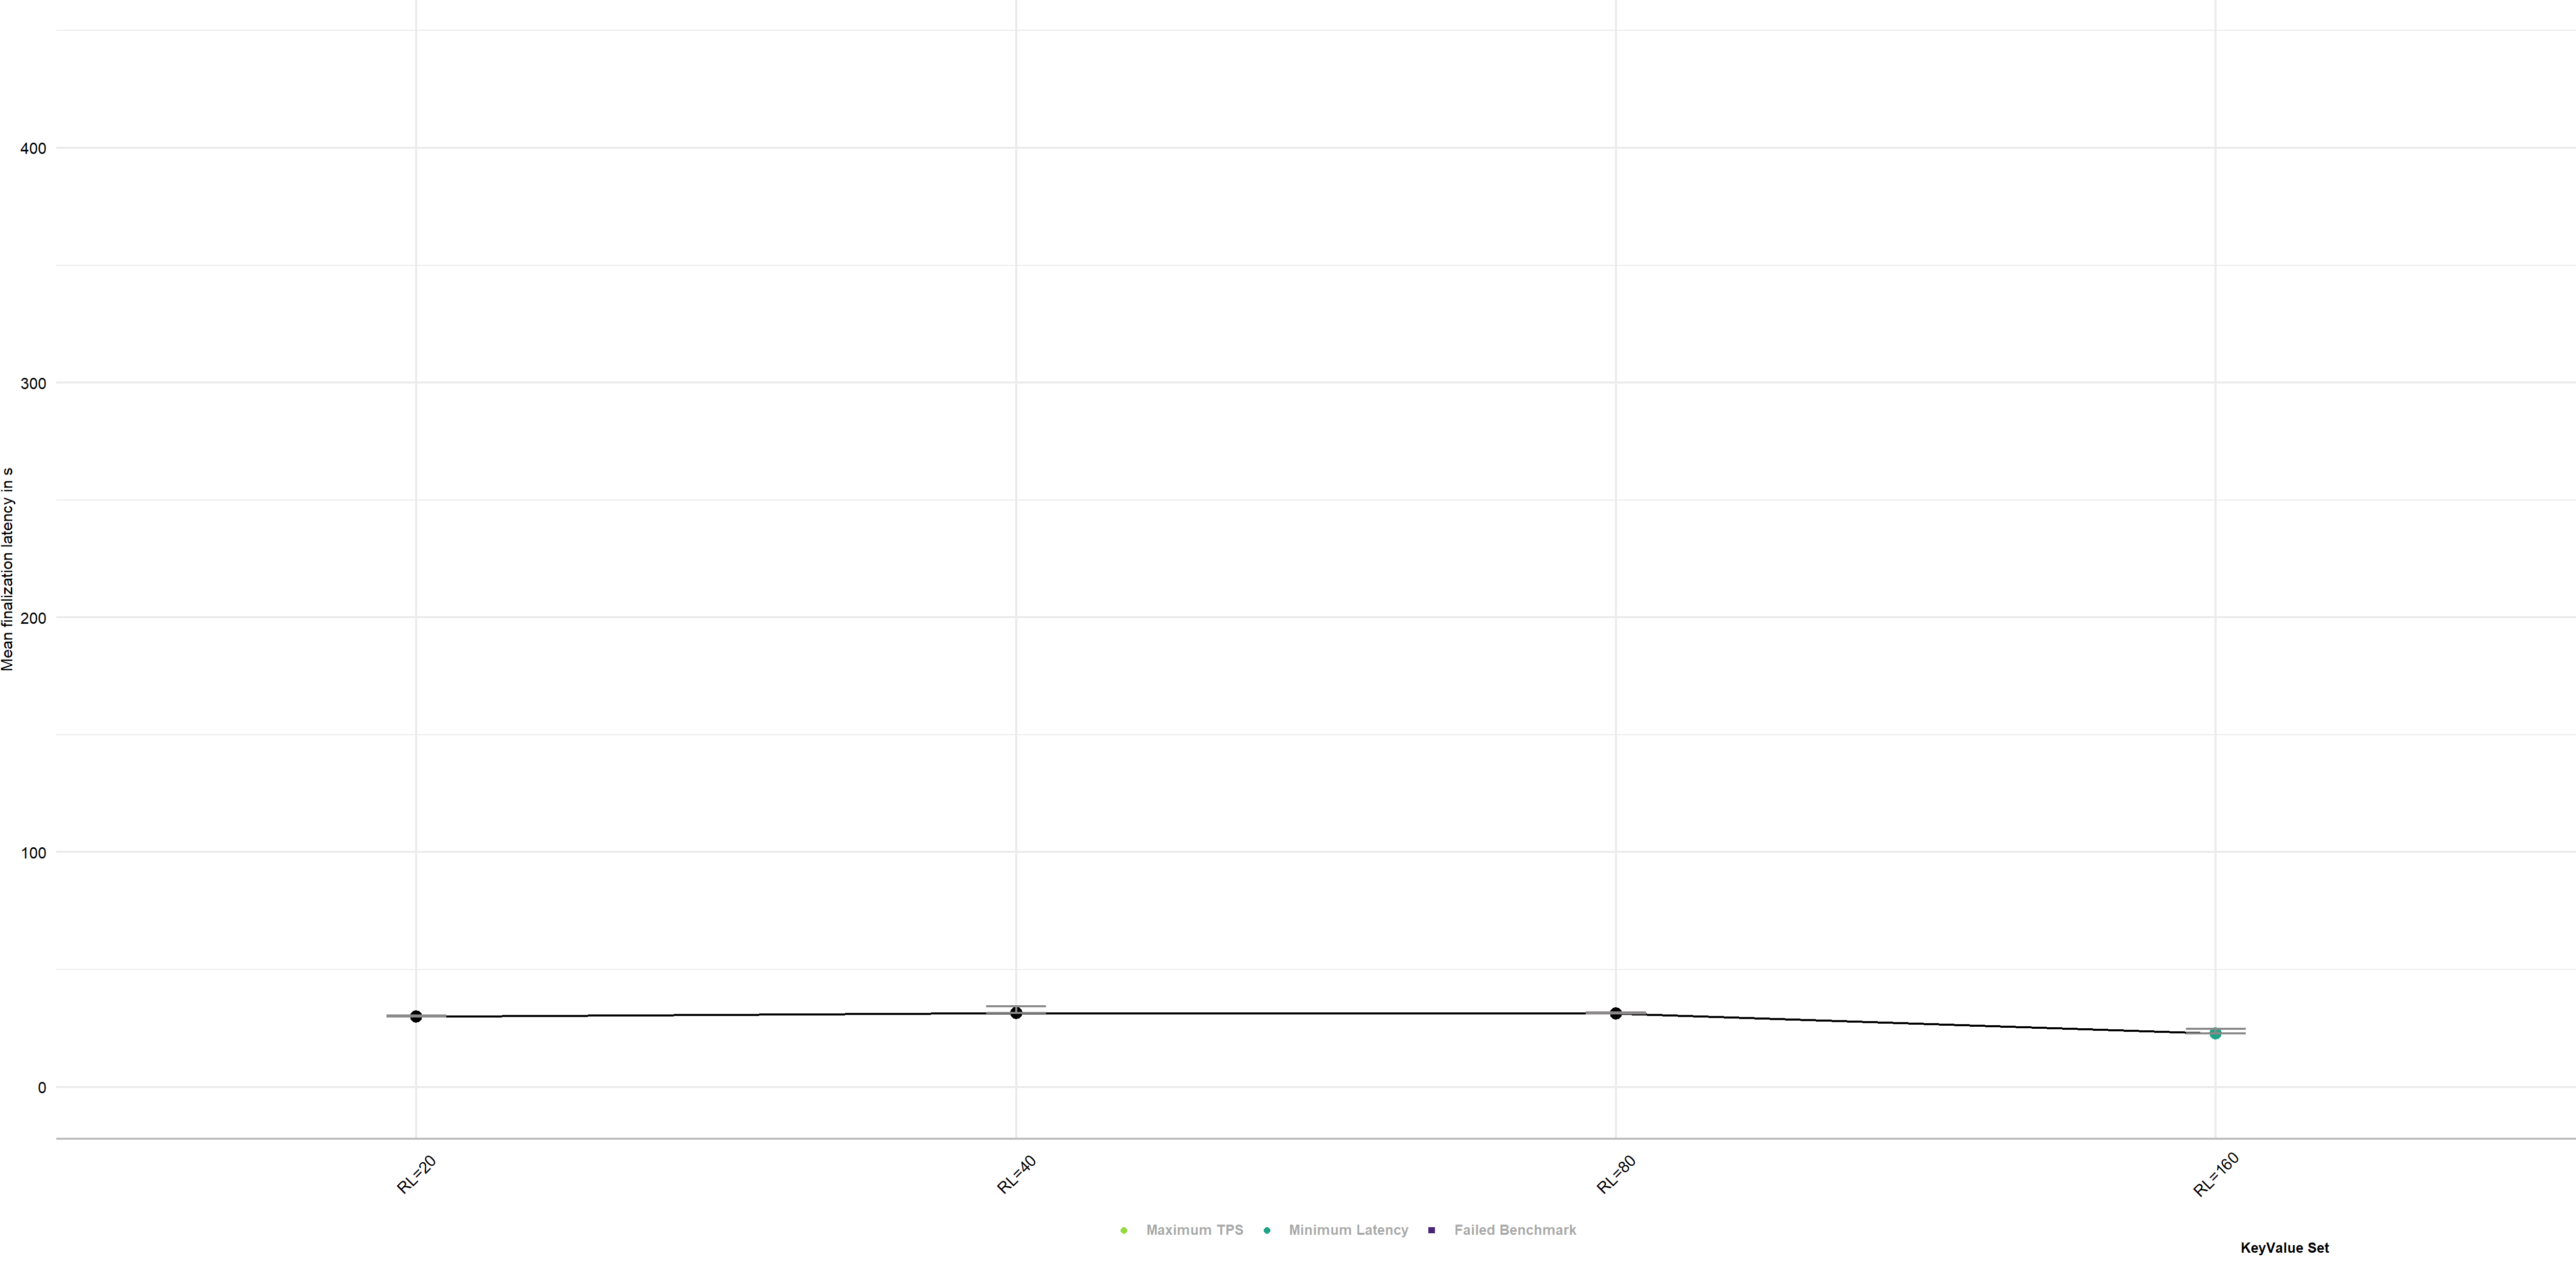 400
300
200
100
0
Mean finalization latency in s
RL=20
RL=40
RL=80
RL=160
Maximum TPS
Minimum Latency
Failed Benchmark
KeyValue Set